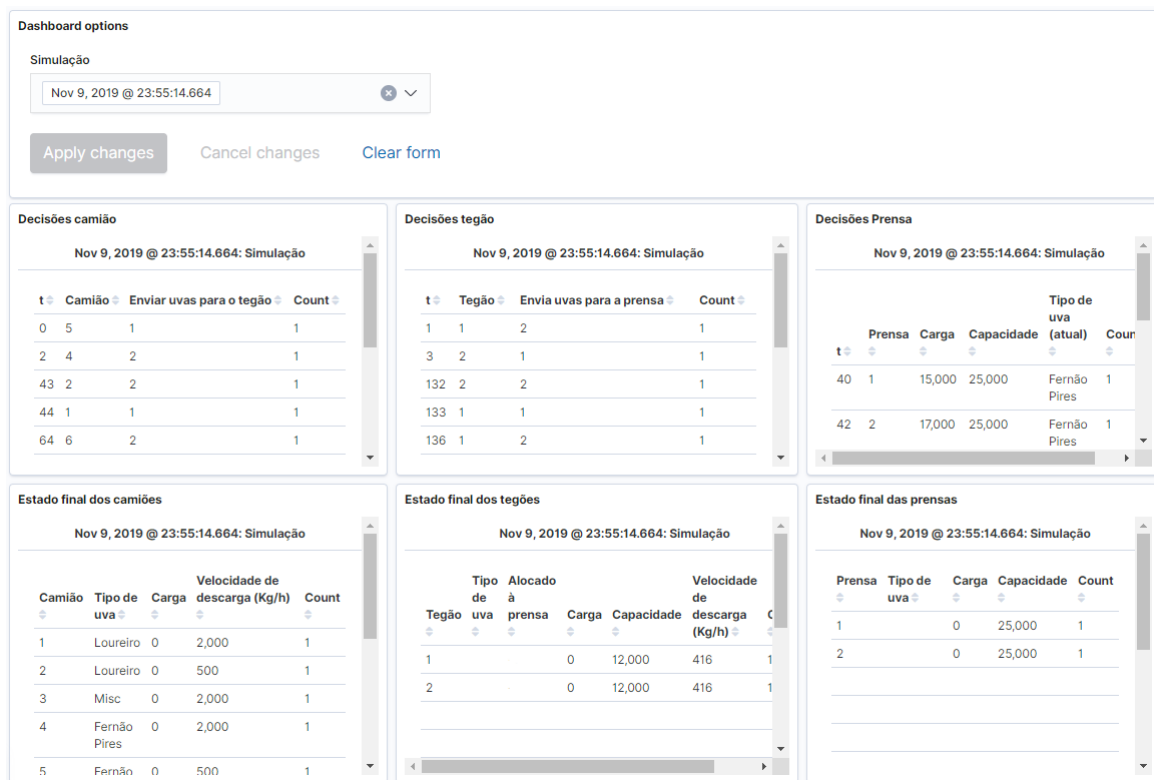 Dashboard options
Simulação
Nov 9, 2019 @ 23:55:14.664
Apply changes Cancel changes Clear form
Decisões camião
Nov 9, 2019 @ 23:55:14.664: Simulação
t Camião Enviar uvas para o tegão Count
0 5 1 1
2 4 2 1
43 2 2 1
44 1 1 1
64 6 2 1
Decisões tegão
Nov 9, 2019 @ 23:55:14.664: Simulação
t Tegão Envia uvas para a prensa Count
1 1 2 1
3 2 1 1
132 2 2 1
133 1 1 1
136 1 2 1
Decisões Prensa
Nov 9, 2019 @ 23:55:14.664: Simulação
Tipo de
uva
Prensa Carga Capacidade (atual) Coun
t
40 1 15,000 25,000 Fernão 1
Pires
42 2 17,000 25,000 Fernão 1
Pires
Estado final dos camiões
Nov 9, 2019 @ 23:55:14.664: Simulação
Velocidade de
Camião Tipo de Carga descarga (Kg/h) Count
uva
1 Loureiro 0 2,000 1
2 Loureiro 0 500 1
3 Misc 0 2,000 1
4 Fernão 0 2,000 1
Pires
5 Fernão 0 500 1
Estado final dos tegões
Nov 9, 2019 @ 23:55:14.664: Simulação
Tipo Alocado Velocidade
de à de
Tegão uva prensa Carga Capacidade descarga C
(Kg/h)
1 0 12,000 416 1
2 0 12,000 416 1
Estado final das prensas
Nov 9, 2019 @ 23:55:14.664: Simulação
Prensa Tipo de Carga Capacidade Count
uva
1 0 25,000 1
2 0 25,000 1